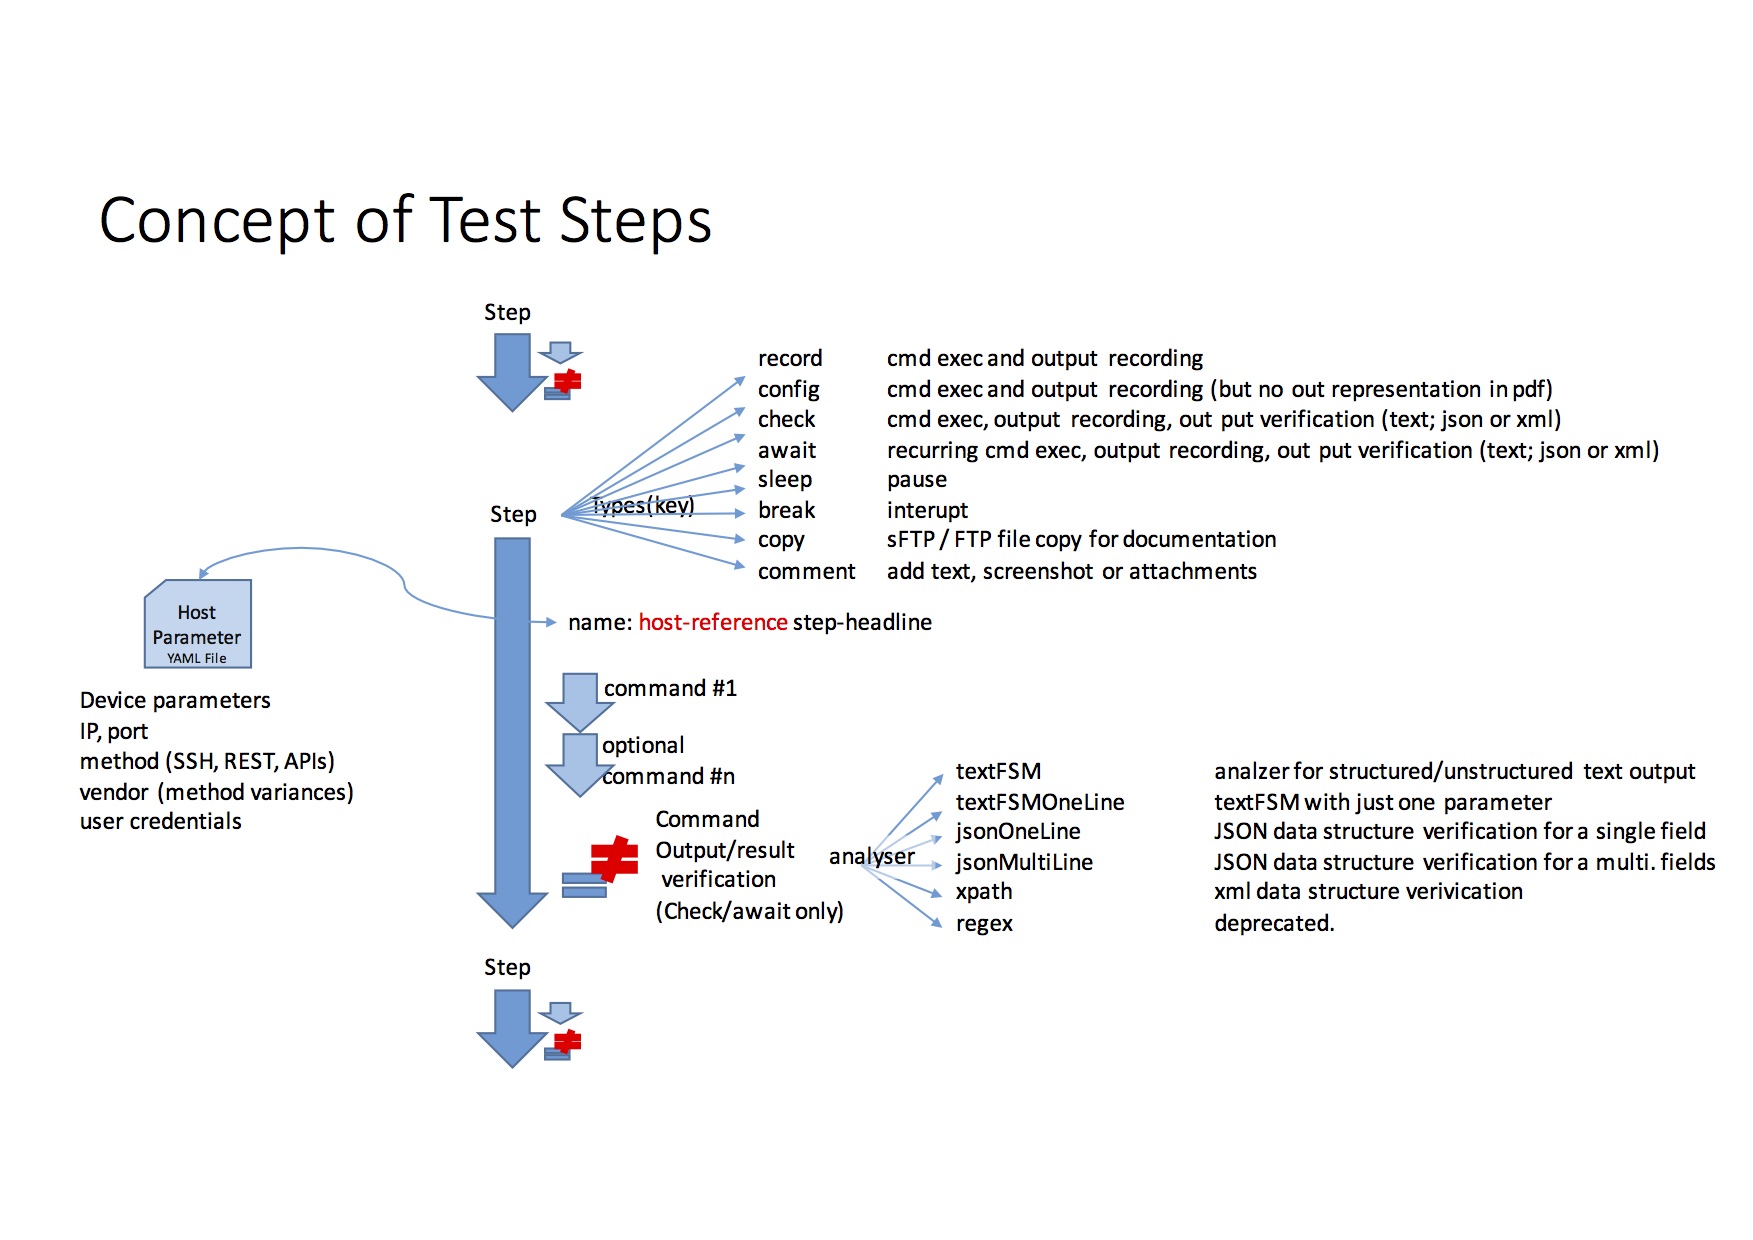 Concept of Test Steps
Step
record cmd exec and output recording
config cmd exec and output recording (but no out representation in pdf)
check cmd exec, output recording, out put verification (text; json or xml)
await recurring cmd exec, output recording, out put verification (text; json or xml)
sleep pause
Types(key)
Step
break interupt
copy sFTP / FTP file copy for documentation
comment add text, screenshot or attachments
Host
Parameter
YAML File
name: host-reference step-headline
Device parameters
IP, port
method (SSH, REST, APIs)
vendor (method variances)
user credentials
command #1
optional
command #n
Command
Output/result
verification
(Check/await only)
analyser
textFSM analzer for structured/unstructured text output
textFSMOneLine textFSM with just one parameter
jsonOneLine JSON data structure verification for a single field
jsonMultiLine JSON data structure verification for a multi. fields
xpath xml data structure verivication
regex deprecated.
Step